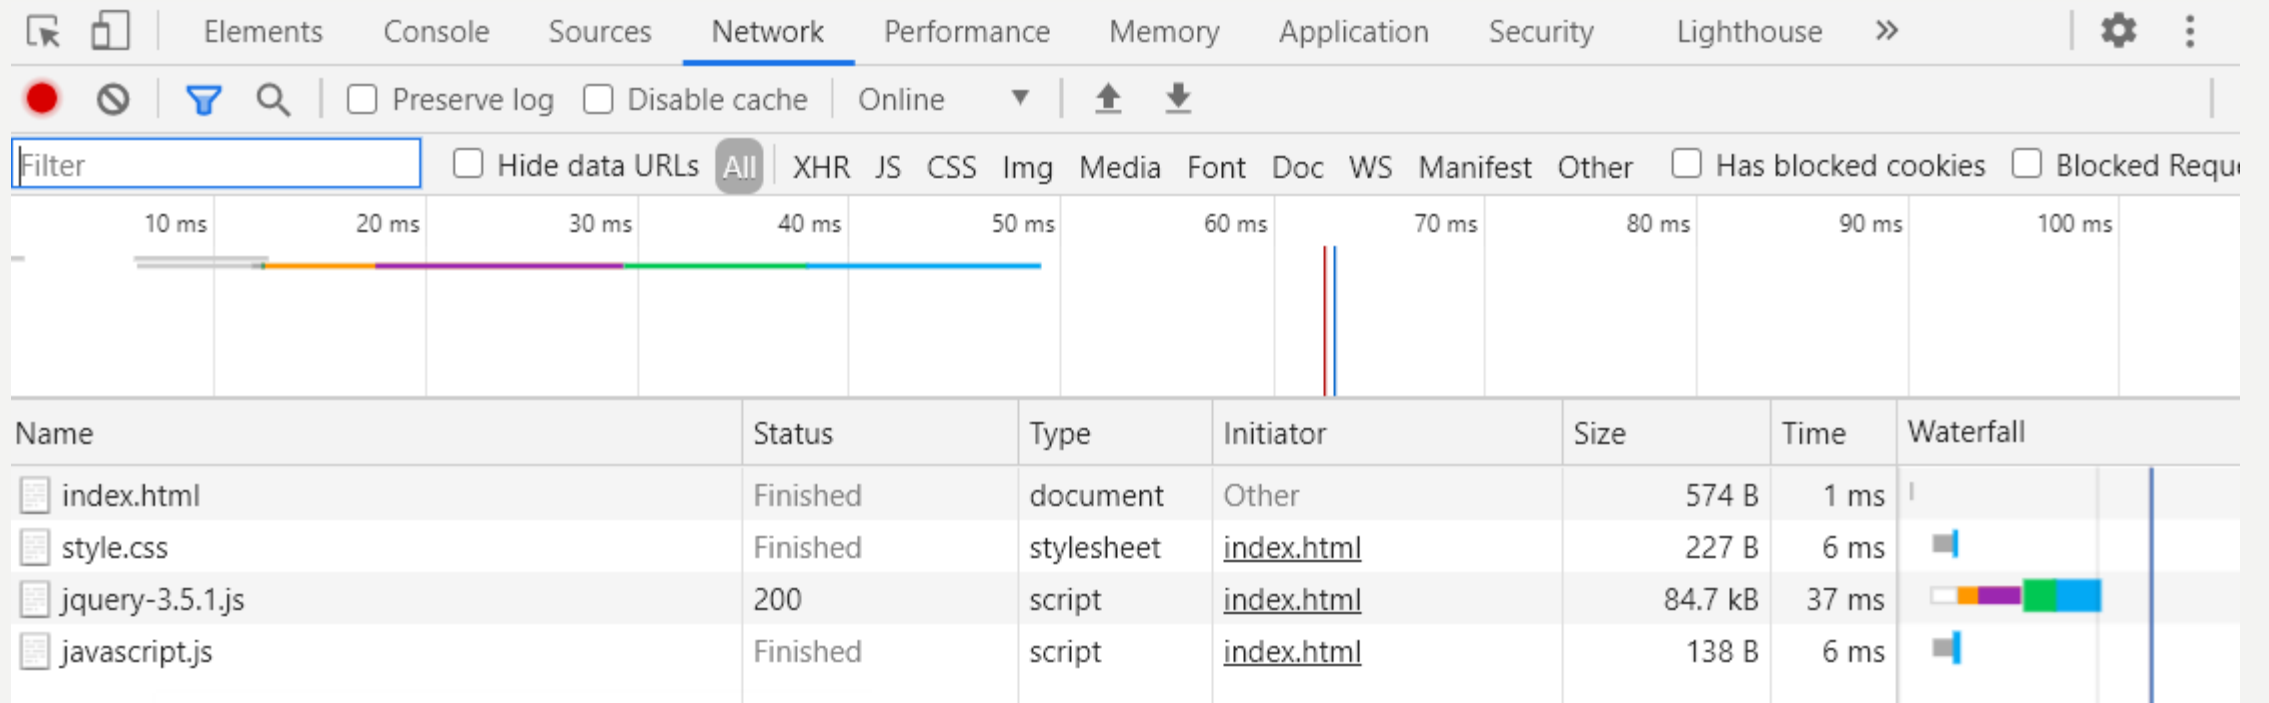 Elements Console Sources Network Performance Memory Application Security Lighthouse »
Preserve log Disable cache Online
Filter Hide data URLs All XHR JS CSS Img Media Font Doc WS Manifest Other Has blocked cookies Blocked Requ
10 ms 20 ms 30 ms 40 ms 50 ms 60 ms 70 ms 80 ms 90 ms 100 ms
Name Status Type Initiator Size Time Waterfall
index.html Finished document Other 574 B 1 ms
style.css Finished stylesheet index.html 227 B 6 ms
jquery-3.5.1.js 200 script index.html 84.7 kB 37 ms
javascript.js Finished script index.html 138 B 6 ms